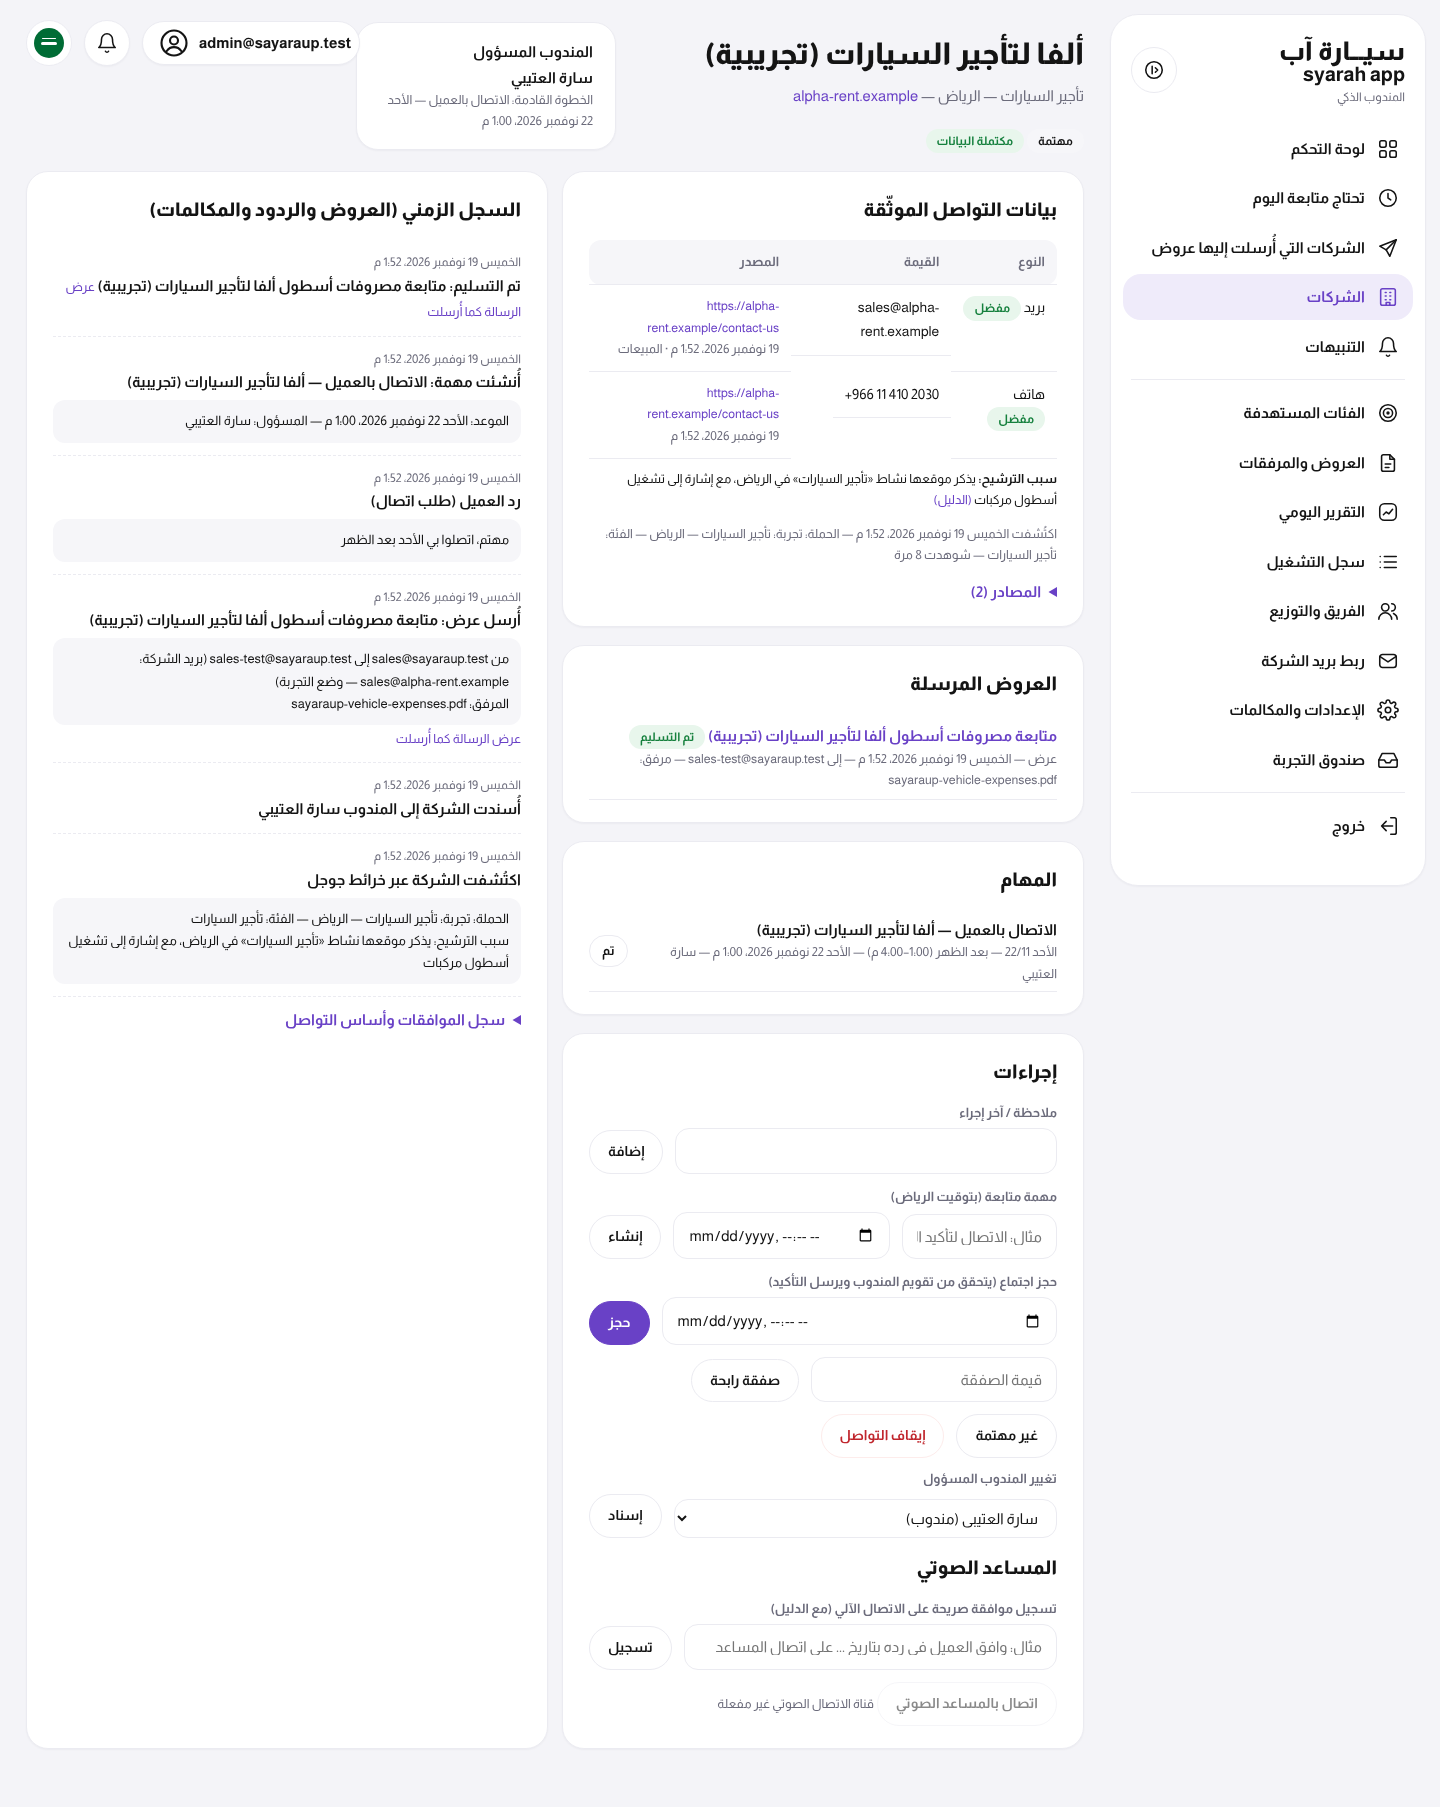 سيـارة آب
syarah app
المندوب الذكي
لوحة التحكم
تحتاج متابعة اليوم
الشركات التي أُرسلت إليها عروض
الشركات
التنبيهات
الفئات المستهدفة
العروض والمرفقات
التقرير اليومي
سجل التشغيل
الفريق والتوزيع
ربط بريد الشركة
الإعدادات والمكالمات
صندوق التجربة
خروج
ألفا لتأجير السيارات (تجريبية)
تأجير السيارات — الرياض — alpha-rent.example
مهتمة مكتملة البيانات
المندوب المسؤول
سارة العتيبي
الخطوة القادمة: الاتصال بالعميل — الأحد
22 نوفمبر 2026، 1:00 م
admin@sayaraup.test
بيانات التواصل الموثّقة
النوع القيمة المصدر
بريد مفضل
sales@alpha-
rent.example
https://alpha-
rent.example/contact-us
19 نوفمبر 2026، 1:52 م · المبيعات
هاتف
مفضل
+966 11 410 2030
https://alpha-
rent.example/contact-us
19 نوفمبر 2026، 1:52 م
سبب الترشيح: يذكر موقعها نشاط «تأجير السيارات» في الرياض، مع إشارة إلى تشغيل
أسطول مركبات (الدليل)
اكتُشفت الخميس 19 نوفمبر 2026، 1:52 م — الحملة: تجربة: تأجير السيارات — الرياض — الفئة:
تأجير السيارات — شوهدت 8 مرة
المصادر (2)
العروض المرسلة
متابعة مصروفات أسطول ألفا لتأجير السيارات (تجريبية) تم التسليم
عرض — الخميس 19 نوفمبر 2026، 1:52 م — إلى sales-test@sayaraup.test — مرفق:
sayaraup-vehicle-expenses.pdf
المهام
الاتصال بالعميل — ألفا لتأجير السيارات (تجريبية)
الأحد 22/11 — بعد الظهر (1:00–4:00 م) — الأحد 22 نوفمبر 2026، 1:00 م — سارة
العتيبي
تم
إجراءات
ملاحظة / آخر إجراء
إضافة
مهمة متابعة (بتوقيت الرياض)
مثال: الاتصال لتأكيد ا
mm/dd/yyyy, --:-- --
إنشاء
حجز اجتماع (يتحقق من تقويم المندوب ويرسل التأكيد)
mm/dd/yyyy, --:-- --
حجز
قيمة الصفقة
صفقة رابحة
غير مهتمة
إيقاف التواصل
تغيير المندوب المسؤول
سارة العتيبي (مندوب)
إسناد
المساعد الصوتي
تسجيل موافقة صريحة على الاتصال الآلي (مع الدليل)
مثال: وافق العميل في رده بتاريخ ... على اتصال المساعد
تسجيل
اتصال بالمساعد الصوتي قناة الاتصال الصوتي غير مفعلة
السجل الزمني (العروض والردود والمكالمات)
الخميس 19 نوفمبر 2026، 1:52 م
تم التسليم: متابعة مصروفات أسطول ألفا لتأجير السيارات (تجريبية) عرض
الرسالة كما أُرسلت
الخميس 19 نوفمبر 2026، 1:52 م
أُنشئت مهمة: الاتصال بالعميل — ألفا لتأجير السيارات (تجريبية)
الموعد: الأحد 22 نوفمبر 2026، 1:00 م — المسؤول: سارة العتيبي
الخميس 19 نوفمبر 2026، 1:52 م
رد العميل (طلب اتصال)
مهتم، اتصلوا بي الأحد بعد الظهر
الخميس 19 نوفمبر 2026، 1:52 م
أُرسل عرض: متابعة مصروفات أسطول ألفا لتأجير السيارات (تجريبية)
من sales@sayaraup.test إلى sales-test@sayaraup.test (بريد الشركة:
sales@alpha-rent.example — وضع التجربة)
المرفق: sayaraup-vehicle-expenses.pdf
عرض الرسالة كما أُرسلت
الخميس 19 نوفمبر 2026، 1:52 م
أُسندت الشركة إلى المندوب سارة العتيبي
الخميس 19 نوفمبر 2026، 1:52 م
اكتُشفت الشركة عبر خرائط جوجل
الحملة: تجربة: تأجير السيارات — الرياض — الفئة: تأجير السيارات
سبب الترشيح: يذكر موقعها نشاط «تأجير السيارات» في الرياض، مع إشارة إلى تشغيل
أسطول مركبات
سجل الموافقات وأساس التواصل